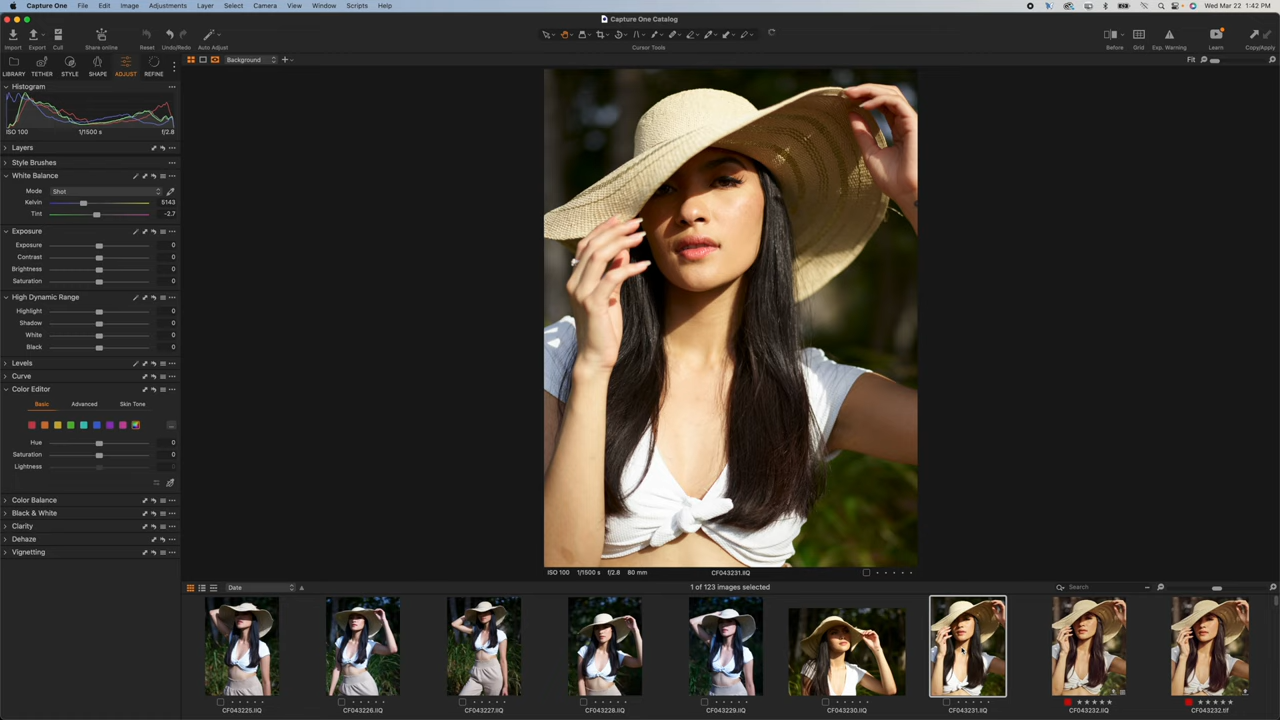 Capture One File Edit Image Adjustments Layer Select Camera View Window Scripts Help Wed Mar 22 1:42 PM
Capture One Catalog
Import Export Cull Share online Reset Undo/Redo Auto Adjust Cursor Tools Before Grid Exp. Warning Learn Copy/Apply
Background Fit
LIBRARY TETHER STYLE SHAPE ADJUST REFINE
Histogram
ISO 100 1/1500 s f/2.8
Layers
Style Brushes
White Balance
Mode Shot
Kelvin 5143
Tint -2.7
Exposure
Exposure 0
Contrast 0
Brightness 0
Saturation 0
High Dynamic Range
Highlight 0
Shadow 0
White 0
Black 0
Levels
Curve
Color Editor
Basic Advanced Skin Tone
Hue 0
Saturation 0
Lightness 0
Color Balance
Black & White
Clarity
Dehaze
Vignetting
ISO 100 1/1500 s f/2.8 80 mm CF043231.IIQ
Date 1 of 123 images selected Search
CF043225.IIQ CF043226.IIQ CF043227.IIQ CF043228.IIQ CF043229.IIQ CF043230.IIQ CF043231.IIQ CF043232.IIQ CF043232.tif